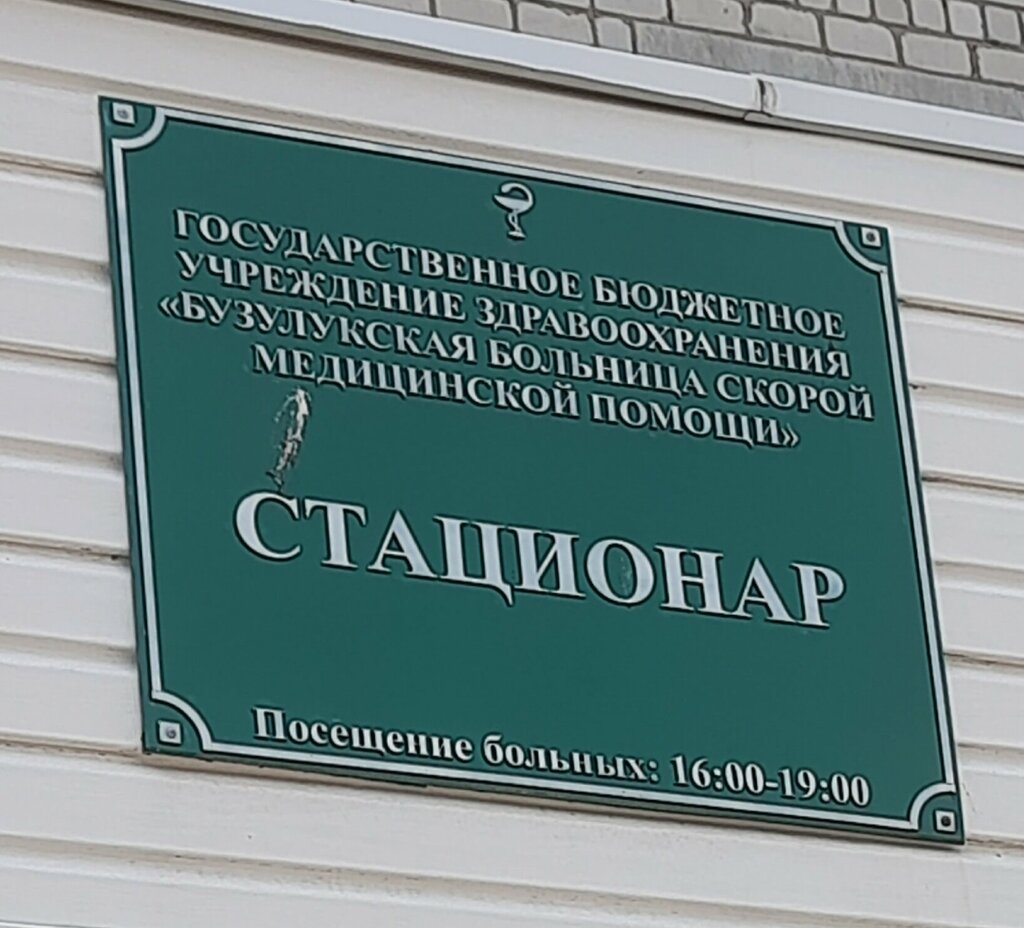 ГОСУДАРСТВЕННОЕ БЮДЖЕТНОЕ
УЧРЕЖДЕНИЕ ЗДРАВООХРАНЕНИЯ
«БУЗУЛУКСКАЯ БОЛЬНИЦА СКОРОЙ
МЕДИЦИНСКОЙ ПОМОЩИ»
СТАЦИОНАР
Посещение больных: 16:00-19:00